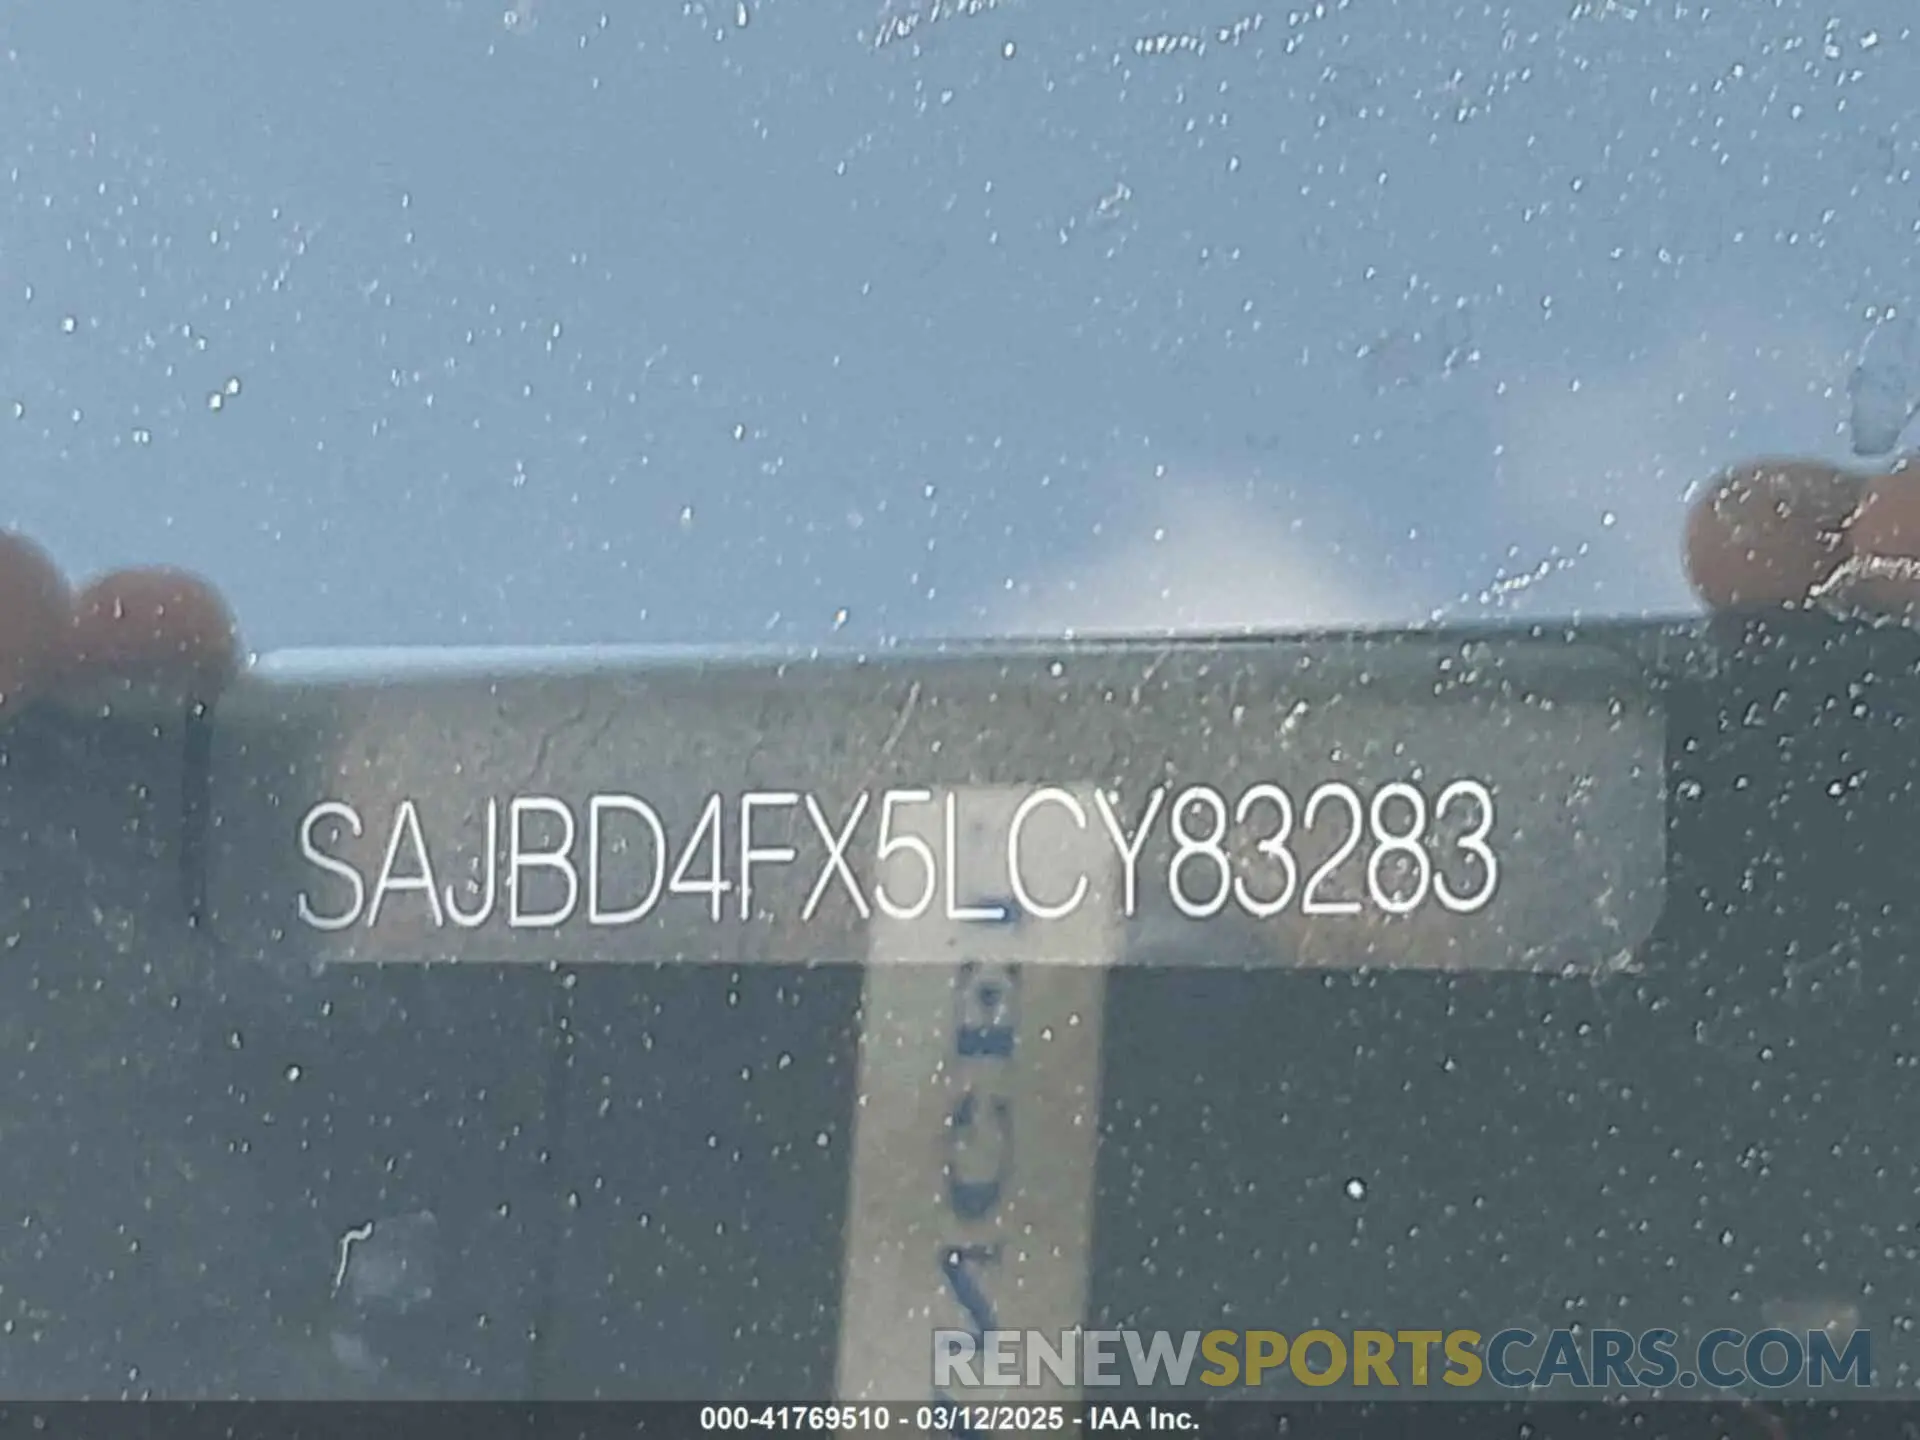 SAJBD4FX5LCY83283
RENEWSPORTSCARS.COM
000-41769510 - 03/12/2025 - IAA Inc.